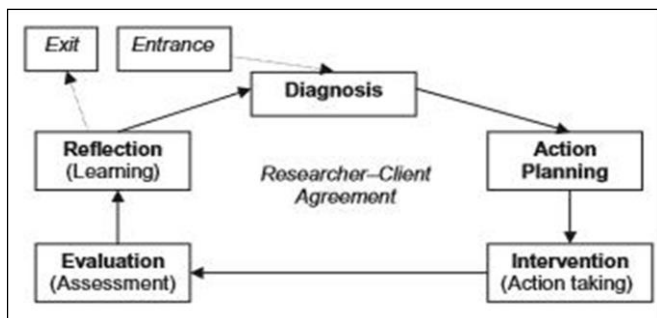 Exit
Entrance
Diagnosis
Reflection
(Learning)
Researcher–Client
Agreement
Action
Planning
Evaluation
(Assessment)
Intervention
(Action taking)